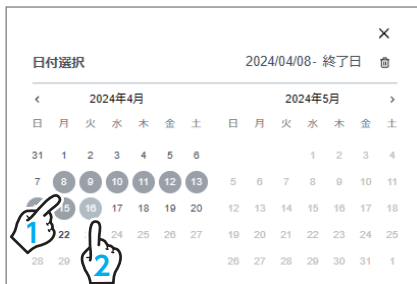 ×
日付選択 2024/04/08- 終了日
‹ 2024年4月 2024年5月 ›
日 月 火 水 木 金 土 日 月 火 水 木 金 土
31 1 2 3 4 5 6 1 2 3 4
7 8 9 10 11 12 13 5 6 7 8 9 10 11
15 16 17 18 19 20 12 13 14 15 16 17 18
22 24 25 26 27 19 20 21 22 23 24 25
28 29 26 27 28 29 30 31 1
1
2